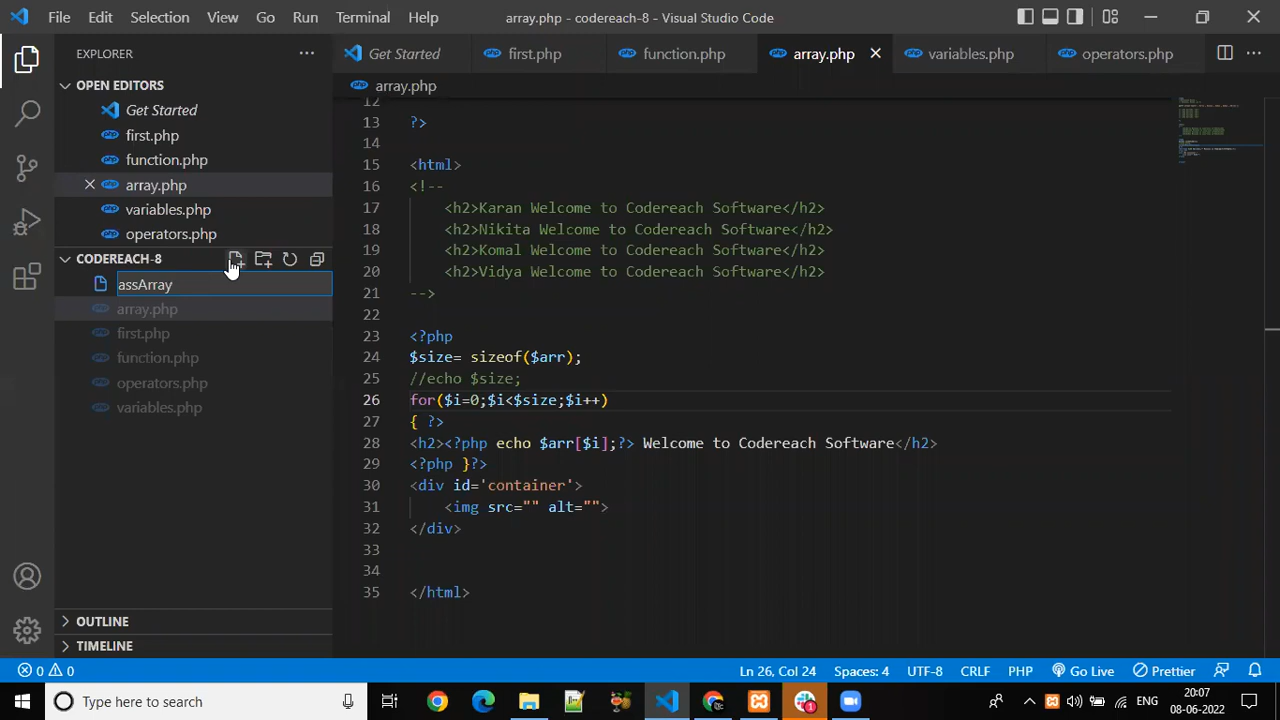 File Edit Selection View Go Run Terminal Help array.php - codereach-8 - Visual Studio Code
EXPLORER
Get Started first.php function.php array.php variables.php operators.php
OPEN EDITORS
array.php
Get Started
first.php
function.php
array.php
variables.php
operators.php
CODEREACH-8
assArray
array.php
first.php
function.php
operators.php
variables.php
OUTLINE
TIMELINE
12
13 ?>
14
15 <html>
16 <!--
17 <h2>Karan Welcome to Codereach Software</h2>
18 <h2>Nikita Welcome to Codereach Software</h2>
19 <h2>Komal Welcome to Codereach Software</h2>
20 <h2>Vidya Welcome to Codereach Software</h2>
21 -->
22
23 <?php
24 $size= sizeof($arr);
25 //echo $size;
26 for($i=0;$i<$size;$i++)
27 { ?>
28 <h2><?php echo $arr[$i];?> Welcome to Codereach Software</h2>
29 <?php }?>
30 <div id='container'>
31 <img src="" alt="">
32 </div>
33
34
35 </html>
0 0 Ln 26, Col 24 Spaces: 4 UTF-8 CRLF PHP Go Live Prettier
Type here to search 1 ENG 20:07
08-06-2022